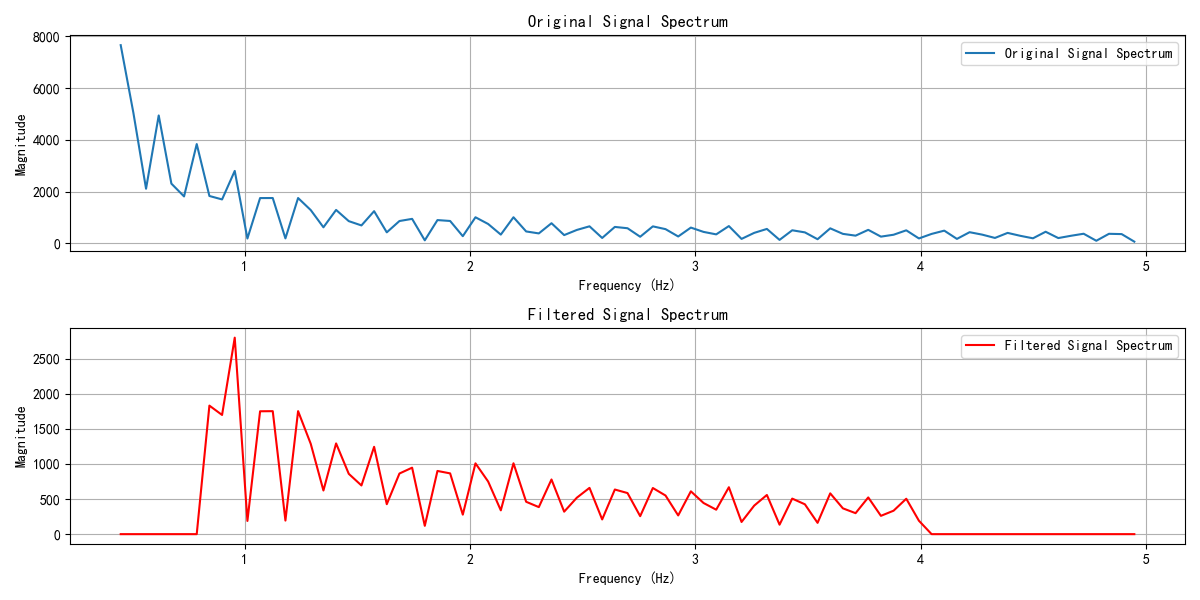 Original Signal Spectrum
8000
6000
4000
2000
0
Magnitude
Original Signal Spectrum
1 2 3 4 5
Frequency (Hz)
Filtered Signal Spectrum
2500
2000
1500
1000
500
0
Magnitude
Filtered Signal Spectrum
1 2 3 4 5
Frequency (Hz)